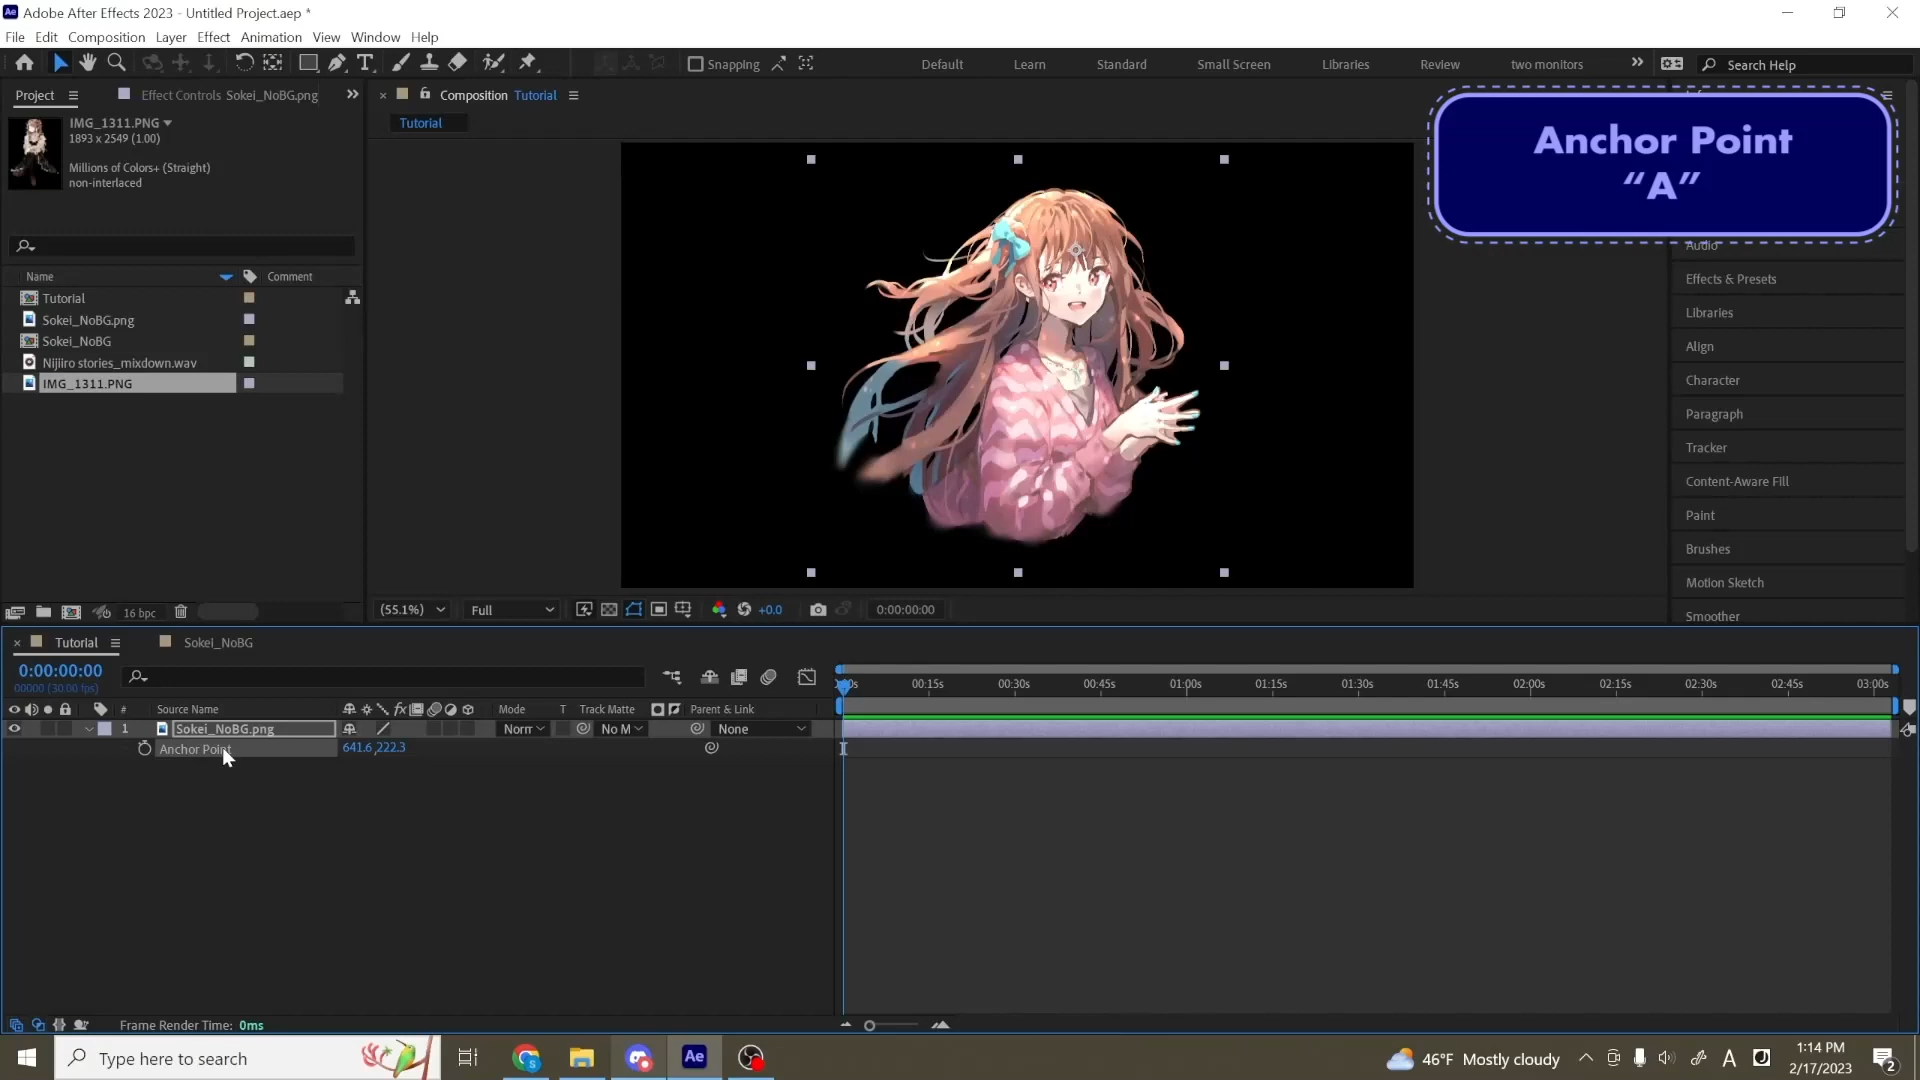 Adobe After Effects 2023 - Untitled Project.aep *
File Edit Composition Layer Effect Animation View Window Help
Snapping
Default Learn Standard Small Screen Libraries Review two monitors
Search Help
Project
Effect Controls Sokei_NoBG.png
Composition Tutorial
Tutorial
IMG_1311.PNG
1893 x 2549 (1.00)
Millions of Colors+ (Straight)
non-interlaced
Anchor Point
“A”
Name Comment
Tutorial
Sokei_NoBG.png
Sokei_NoBG
Nijiiro stories_mixdown.wav
IMG_1311.PNG
Audio
Effects & Presets
Libraries
Align
Character
Paragraph
Tracker
Content-Aware Fill
Paint
Brushes
Motion Sketch
Smoother
16 bpc
(55.1%) Full +0.0 0:00:00:00
Tutorial Sokei_NoBG
0:00:00:00
00000 (30.00 fps)
00:15s 00:30s 00:45s 01:00s 01:15s 01:30s 01:45s 02:00s 02:15s 02:30s 02:45s 03:00s
# Source Name Mode T Track Matte Parent & Link
1 Sokei_NoBG.png Norm No M None
Anchor Point 641.6,222.3
Frame Render Time: 0ms
Type here to search
Ae
46°F Mostly cloudy
A
1:14 PM
2/17/2023
2